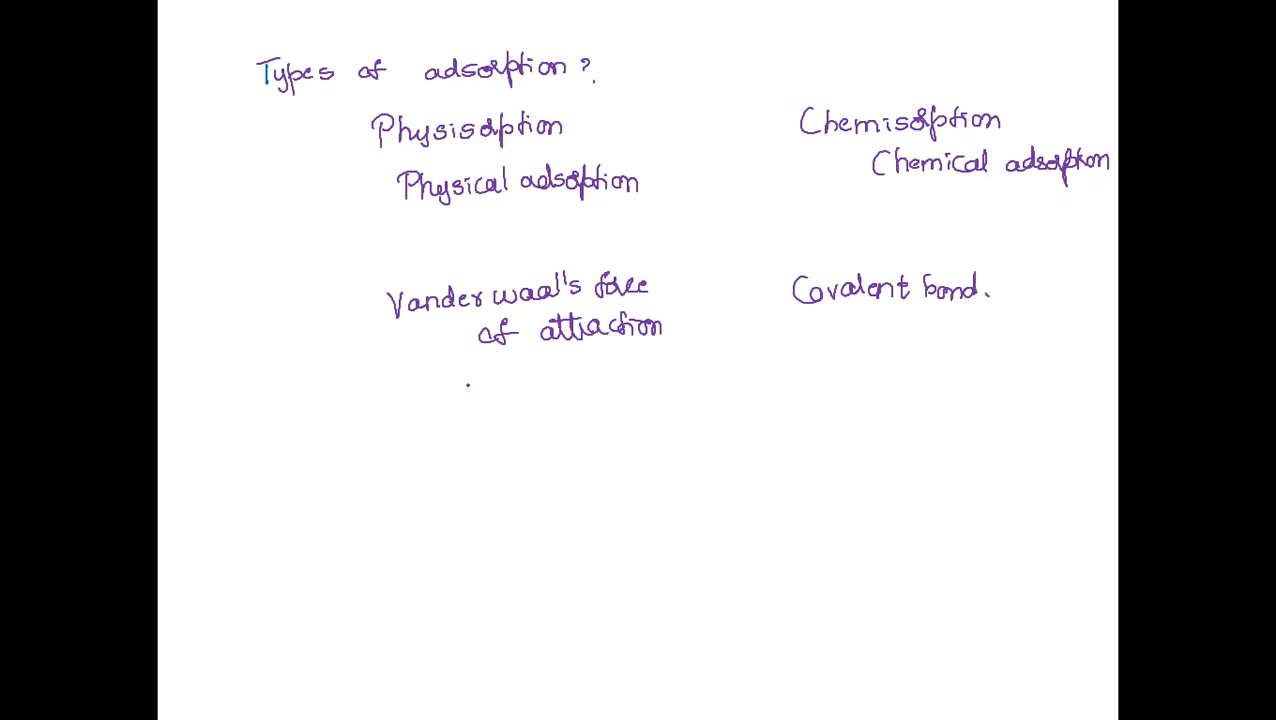 Types of adsorption ?
Physisorption
Chemisorption
Chemical adsorption
Physical adsorption
Vander waal's force
of attraction
Covalent bond.